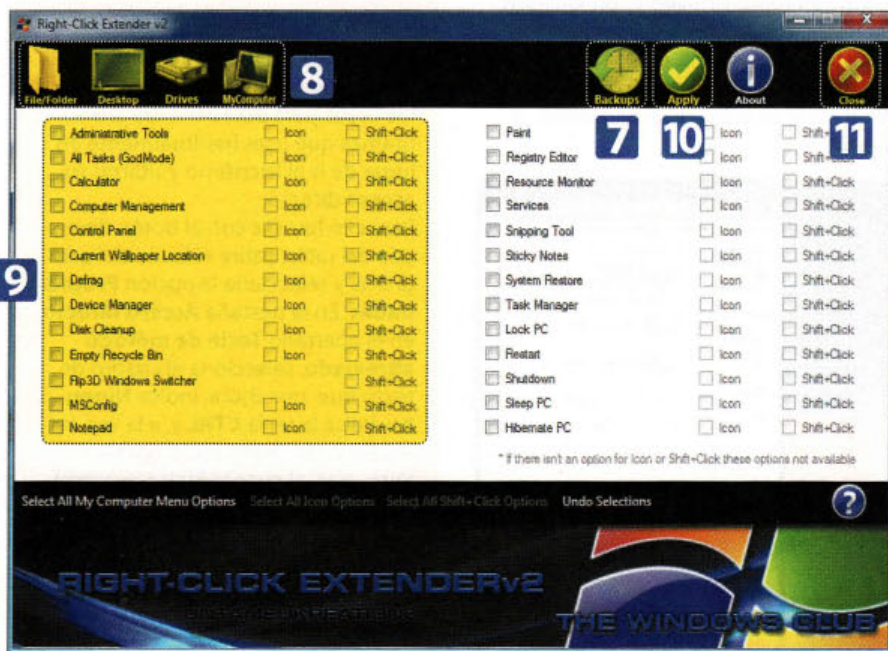 Right-Click Extender v2
File/Folder Desktop Drives MyComputer 8 Backups Apply About Close
7 10 11
Administrative Tools Icon Shift+Click
All Tasks (GodMode) Icon Shift+Click
Calculator Icon Shift+Click
Computer Management Icon Shift+Click
Control Panel Icon Shift+Click
Current Wallpaper Location Icon Shift+Click
9
Defrag Icon Shift+Click
Device Manager Icon Shift+Click
Disk Cleanup Icon Shift+Click
Empty Recycle Bin Icon Shift+Click
Flip3D Windows Switcher Shift+Click
MSConfig Icon Shift+Click
Notepad Icon Shift+Click
Paint Icon
Registry Editor Icon
Resource Monitor Icon Shift+Click
Services Icon Shift+Click
Snipping Tool Icon Shift+Click
Sticky Notes Icon Shift+Click
System Restore Icon Shift+Click
Task Manager Icon Shift+Click
Lock PC Icon Shift+Click
Restart Icon Shift+Click
Shutdown Icon Shift+Click
Sleep PC Icon Shift+Click
Hibernate PC Icon Shift+Click
* If there isn't an option for Icon or Shift+Click these options not available
Select All My Computer Menu Options Select All Icon Options Select All Shift+Click Options Undo Selections ?
RIGHT-CLICK EXTENDERv2
THE WINDOWS CLUB